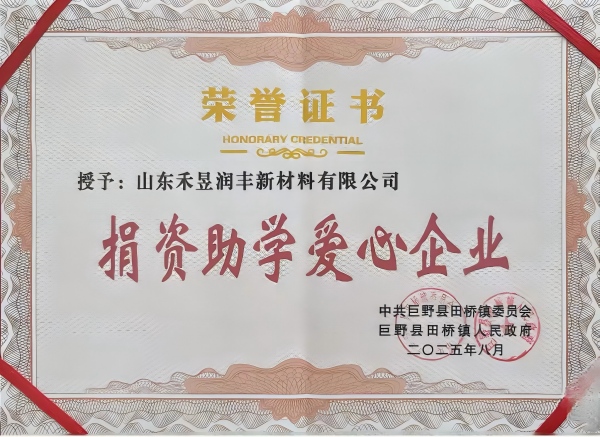 荣誉证书
HONORARY CREDENTIAL
授予：山东禾昱润丰新材料有限公司
捐资助学爱心企业
中共巨野县田桥镇委员会
巨野县田桥镇人民政府
二〇二五年八月